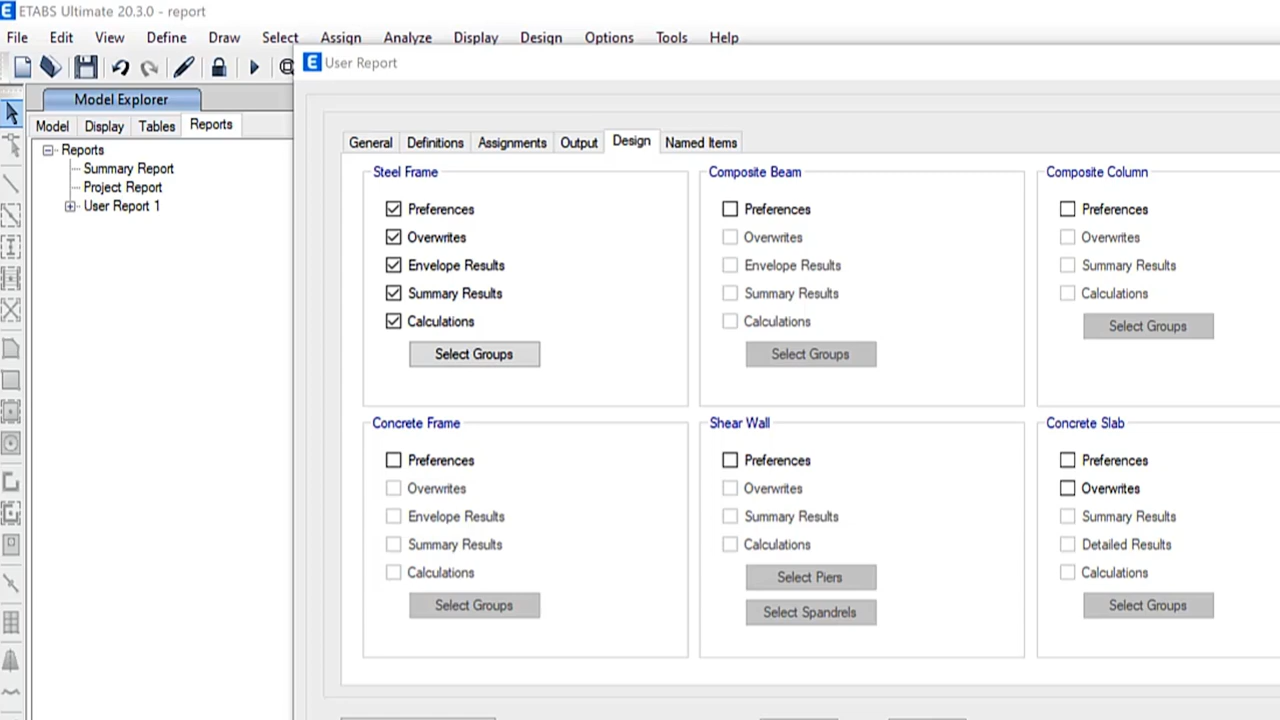 ETABS Ultimate 20.3.0 - report
File Edit View Define Draw Select Assign Analyze Display Design Options Tools Help
User Report
Model Explorer
Model Display Tables Reports
Reports
Summary Report
Project Report
User Report 1
General Definitions Assignments Output Design Named Items
Steel Frame
Preferences
Overwrites
Envelope Results
Summary Results
Calculations
Select Groups
Composite Beam
Preferences
Overwrites
Envelope Results
Summary Results
Calculations
Select Groups
Composite Column
Preferences
Overwrites
Summary Results
Calculations
Select Groups
Concrete Frame
Preferences
Overwrites
Envelope Results
Summary Results
Calculations
Select Groups
Shear Wall
Preferences
Overwrites
Summary Results
Calculations
Select Piers
Select Spandrels
Concrete Slab
Preferences
Overwrites
Summary Results
Detailed Results
Calculations
Select Groups